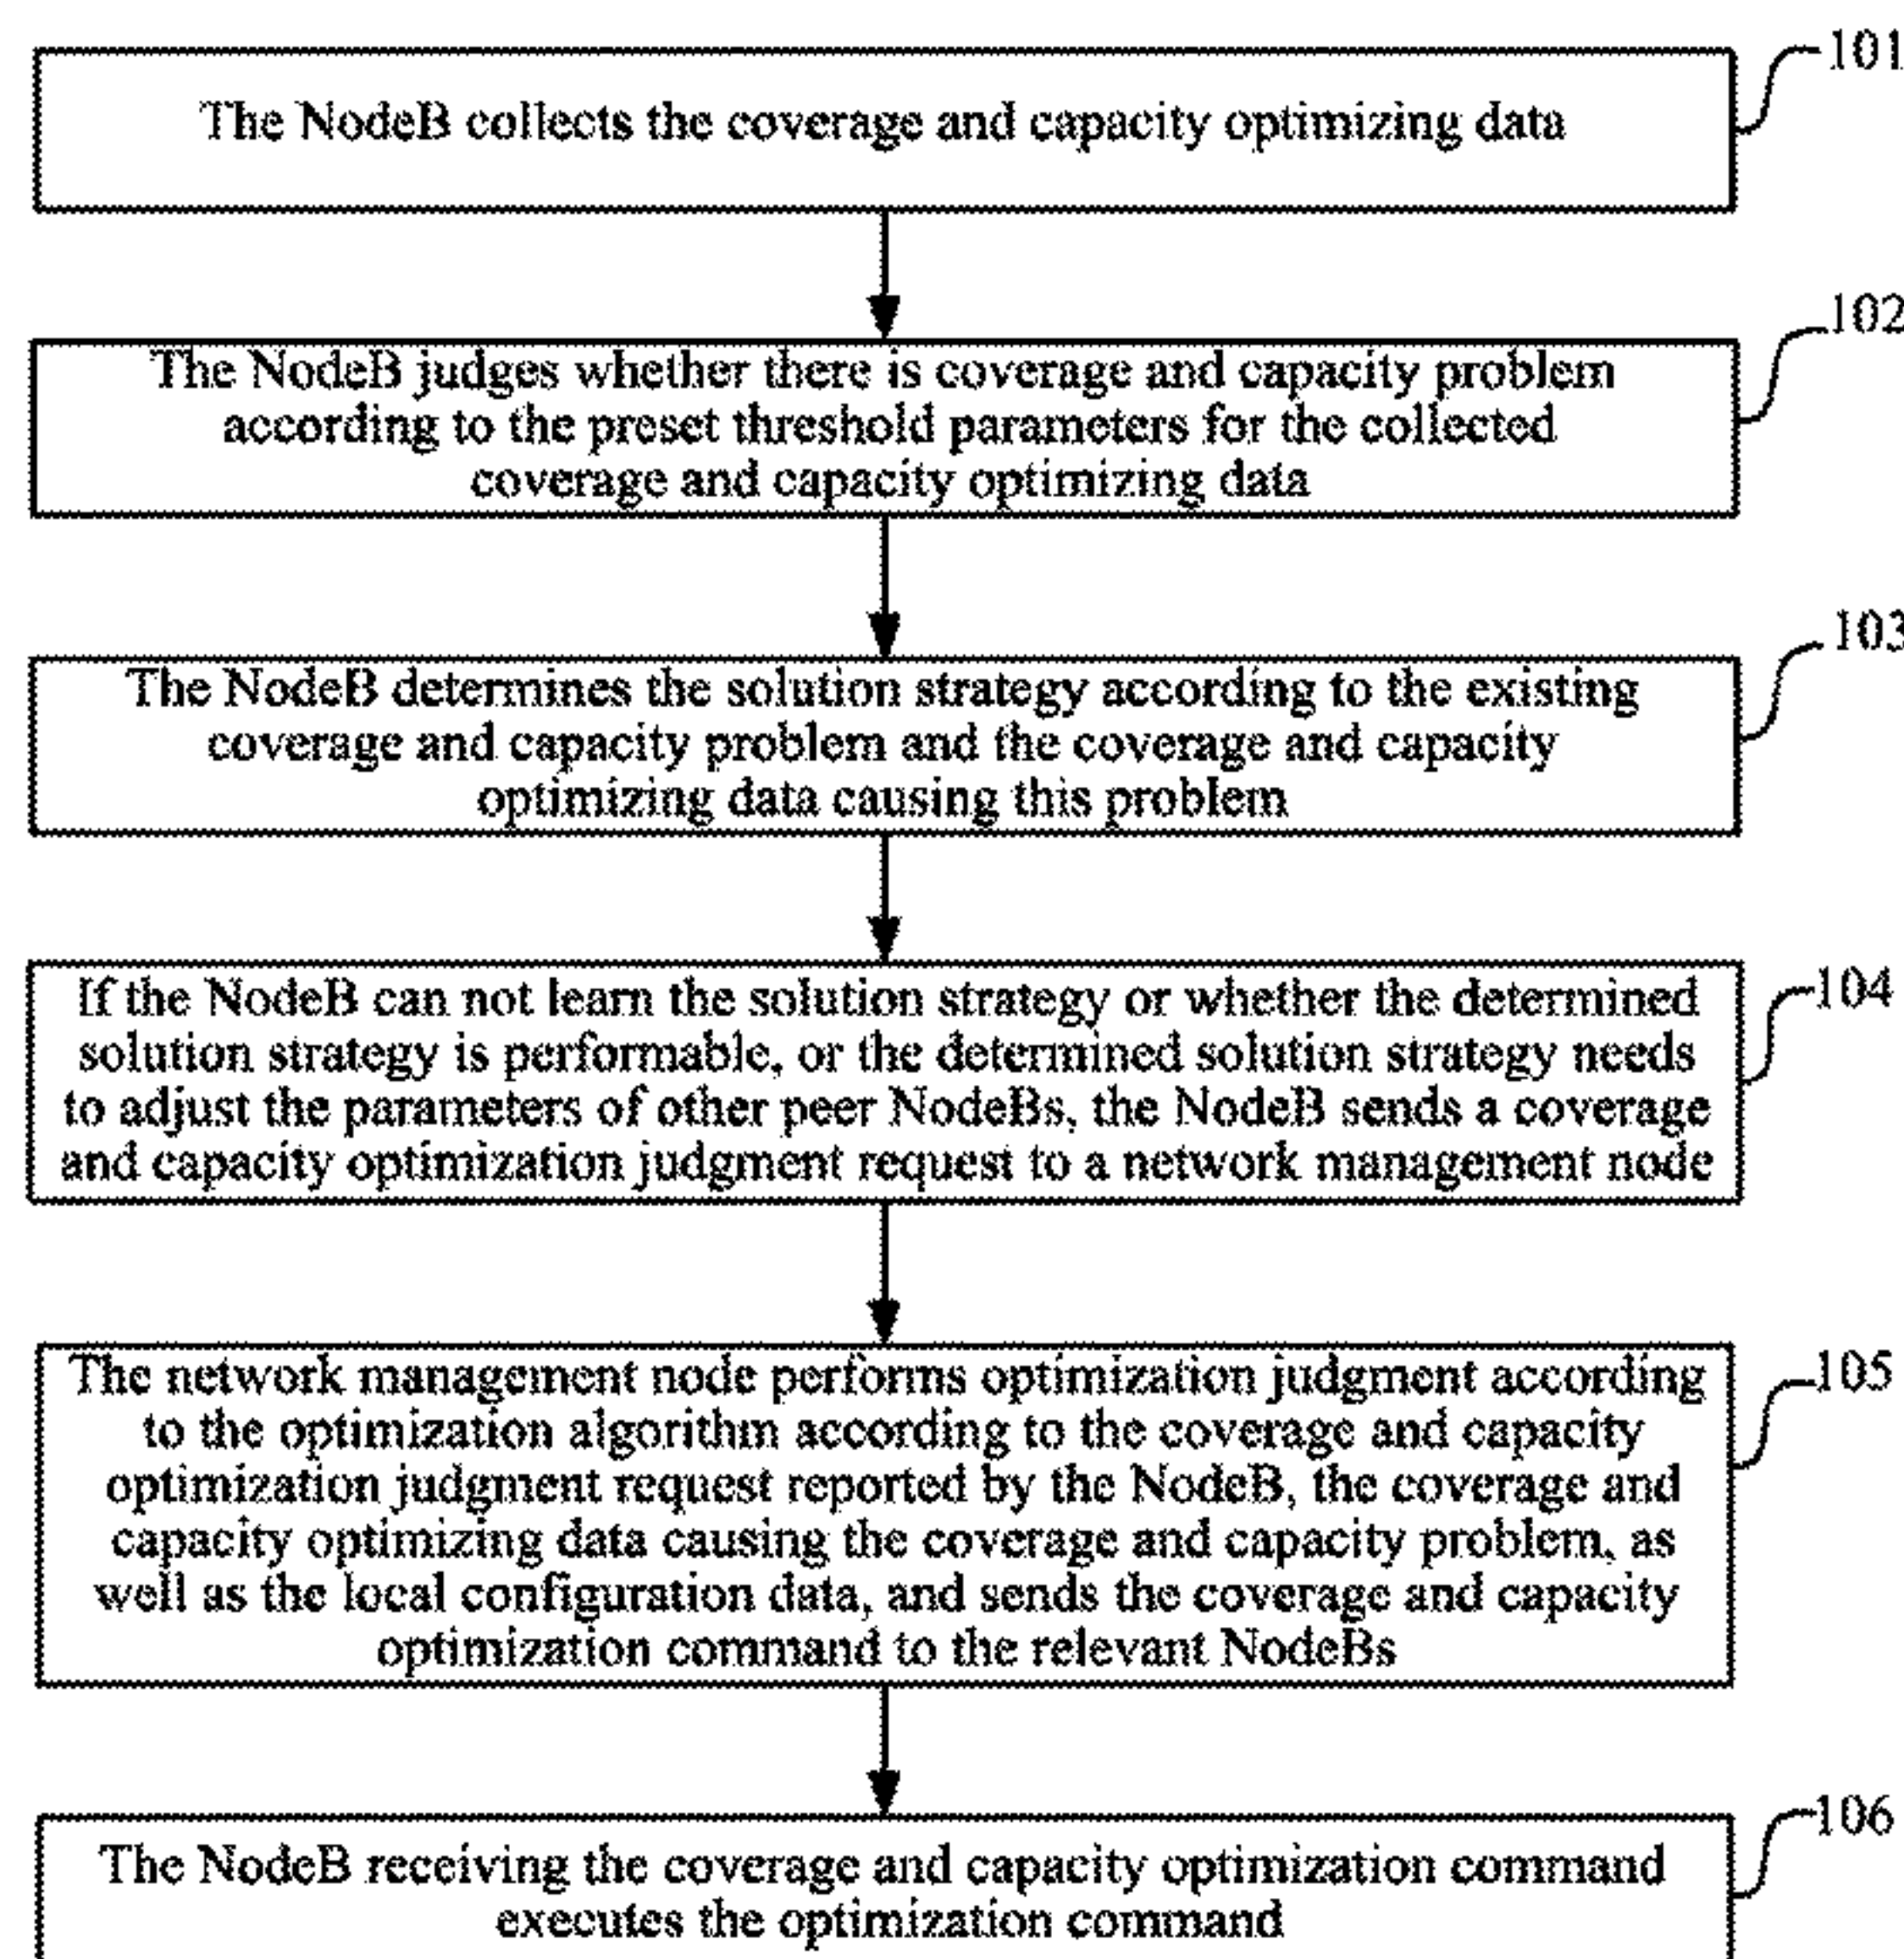 101
The NodeB collects the coverage and capacity optimizing data
102
The NodeB judges whether there is coverage and capacity problem
according to the preset threshold parameters for the collected
coverage and capacity optimizing data
103
The NodeB determines the solution strategy according to the existing
coverage and capacity problem and the coverage and capacity
optimizing data causing this problem
104
If the NodeB can not learn the solution strategy or whether the determined
solution strategy is performable, or the determined solution strategy needs
to adjust the parameters of other peer NodeBs, the NodeB sends a coverage
and capacity optimization judgment request to a network management node
105
The network management node performs optimization judgment according
to the optimization algorithm according to the coverage and capacity
optimization judgment request reported by the NodeB, the coverage and
capacity optimizing data causing the coverage and capacity problem, as
well as the local configuration data, and sends the coverage and capacity
optimization command to the relevant NodeBs
106
The NodeB receiving the coverage and capacity optimization command
executes the optimization command